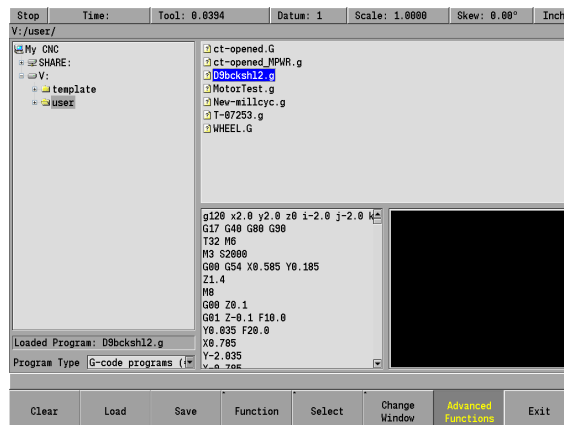 Stop Time: Tool: 0.0394 Datum: 1 Scale: 1.0000 Skew: 0.00° Inch
V:/user/
My CNC
SHARE:
V:
template
user
ct-opened.G
ct-opened_MPWR.g
D9bckshl2.g
MotorTest.g
New-millcyc.g
T-07253.g
WHEEL.G
g120 x2.0 y2.0 z0 i-2.0 j-2.0 k
G17 G40 G80 G90
T32 M6
M3 S2000
G00 G54 X0.585 Y0.185
Z1.4
M8
G00 Z0.1
G01 Z-0.1 F10.0
Y0.035 F20.0
X0.785
Y-2.035
X-0.785
Loaded Program: D9bckshl2.g
Program Type G-code programs (
Clear Load Save Function Select Change Window Advanced Functions Exit